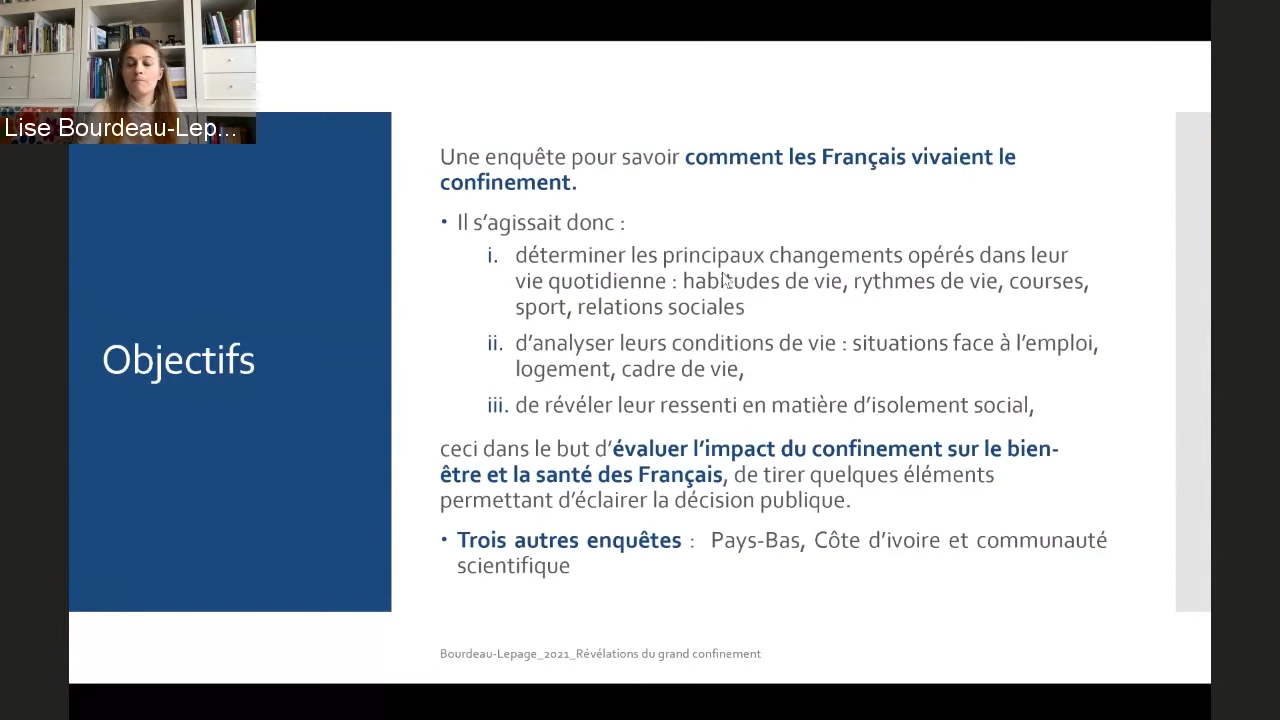 Lise Bourdeau-Lep...
Objectifs
Une enquête pour savoir comment les Français vivaient le
confinement.
• Il s’agissait donc :
i. déterminer les principaux changements opérés dans leur
vie quotidienne : habitudes de vie, rythmes de vie, courses,
sport, relations sociales
ii. d’analyser leurs conditions de vie : situations face à l’emploi,
logement, cadre de vie,
iii. de révéler leur ressenti en matière d’isolement social,
ceci dans le but d’évaluer l’impact du confinement sur le bien-
être et la santé des Français, de tirer quelques éléments
permettant d’éclairer la décision publique.
• Trois autres enquêtes : Pays-Bas, Côte d’ivoire et communauté
scientifique
Bourdeau-Lepage_2021_Révélations du grand confinement